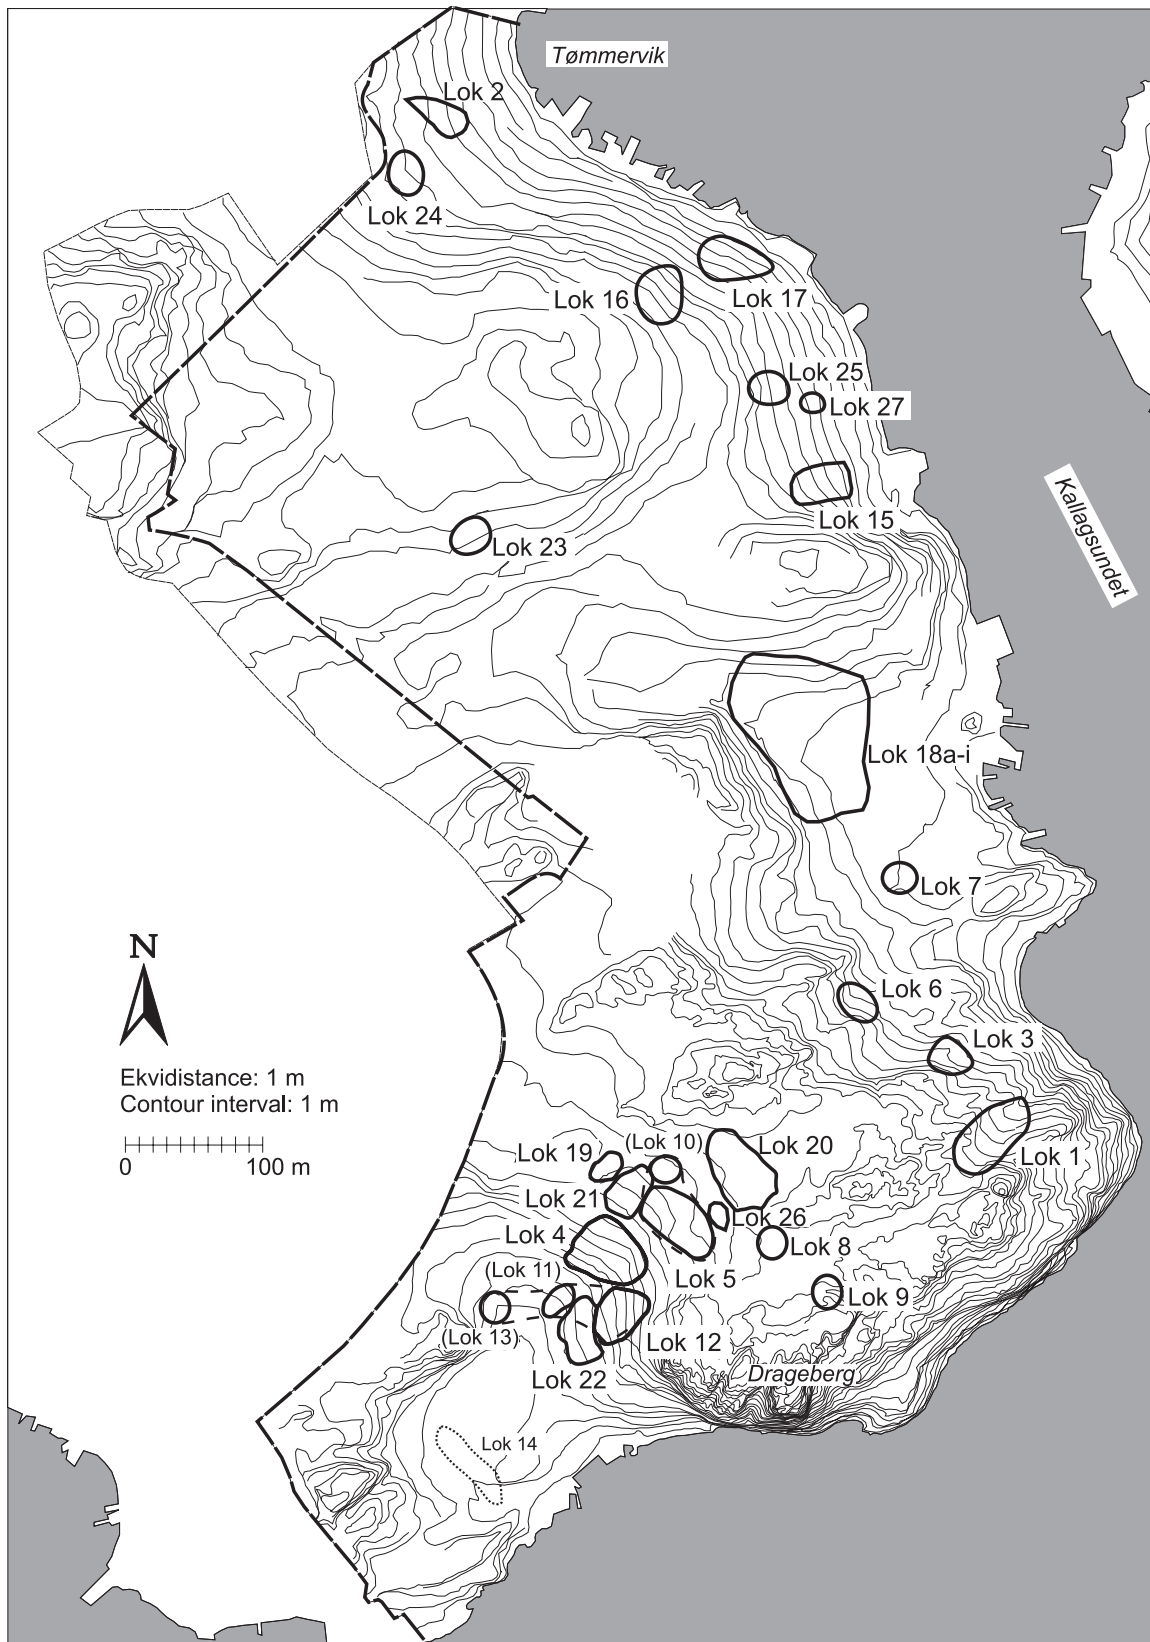 Tømmervik
Lok 2
Lok 24
Lok 16
Lok 17
Lok 25
Lok 27
Lok 15
Kallagsundet
Lok 23
Lok 18a-i
Lok 7
N
Lok 6
Lok 3
Ekvidistance: 1 m
Contour interval: 1 m
0 100 m
Lok 19
(Lok 10)
Lok 20
Lok 1
Lok 21
Lok 26
Lok 4
Lok 8
Lok 5
(Lok 11)
Lok 9
(Lok 13)
Lok 12
Lok 22
Drageberg
Lok 14